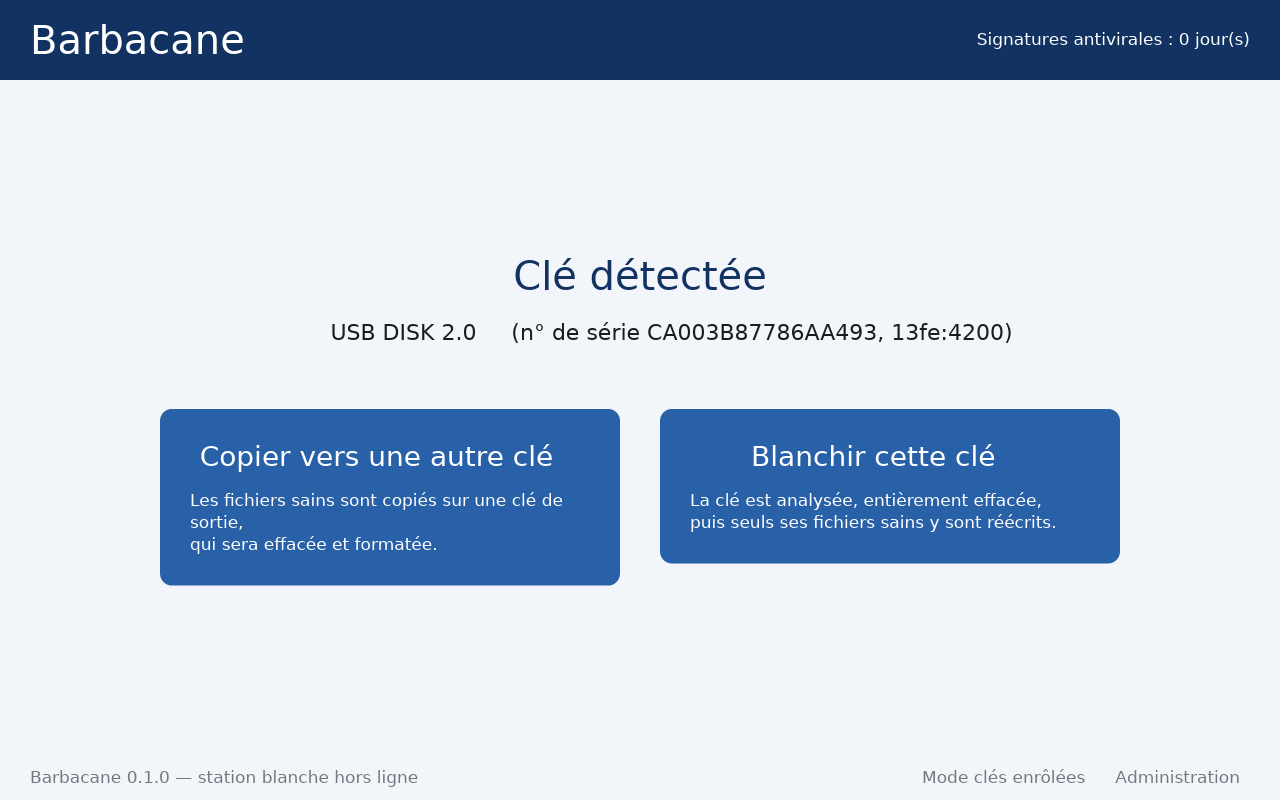 Barbacane
Signatures antivirales : 0 jour(s)
Clé détectée
USB DISK 2.0 (n° de série CA003B87786AA493, 13fe:4200)
Copier vers une autre clé
Les fichiers sains sont copiés sur une clé de
sortie,
qui sera effacée et formatée.
Blanchir cette clé
La clé est analysée, entièrement effacée,
puis seuls ses fichiers sains y sont réécrits.
Barbacane 0.1.0 — station blanche hors ligne
Mode clés enrôlées
Administration